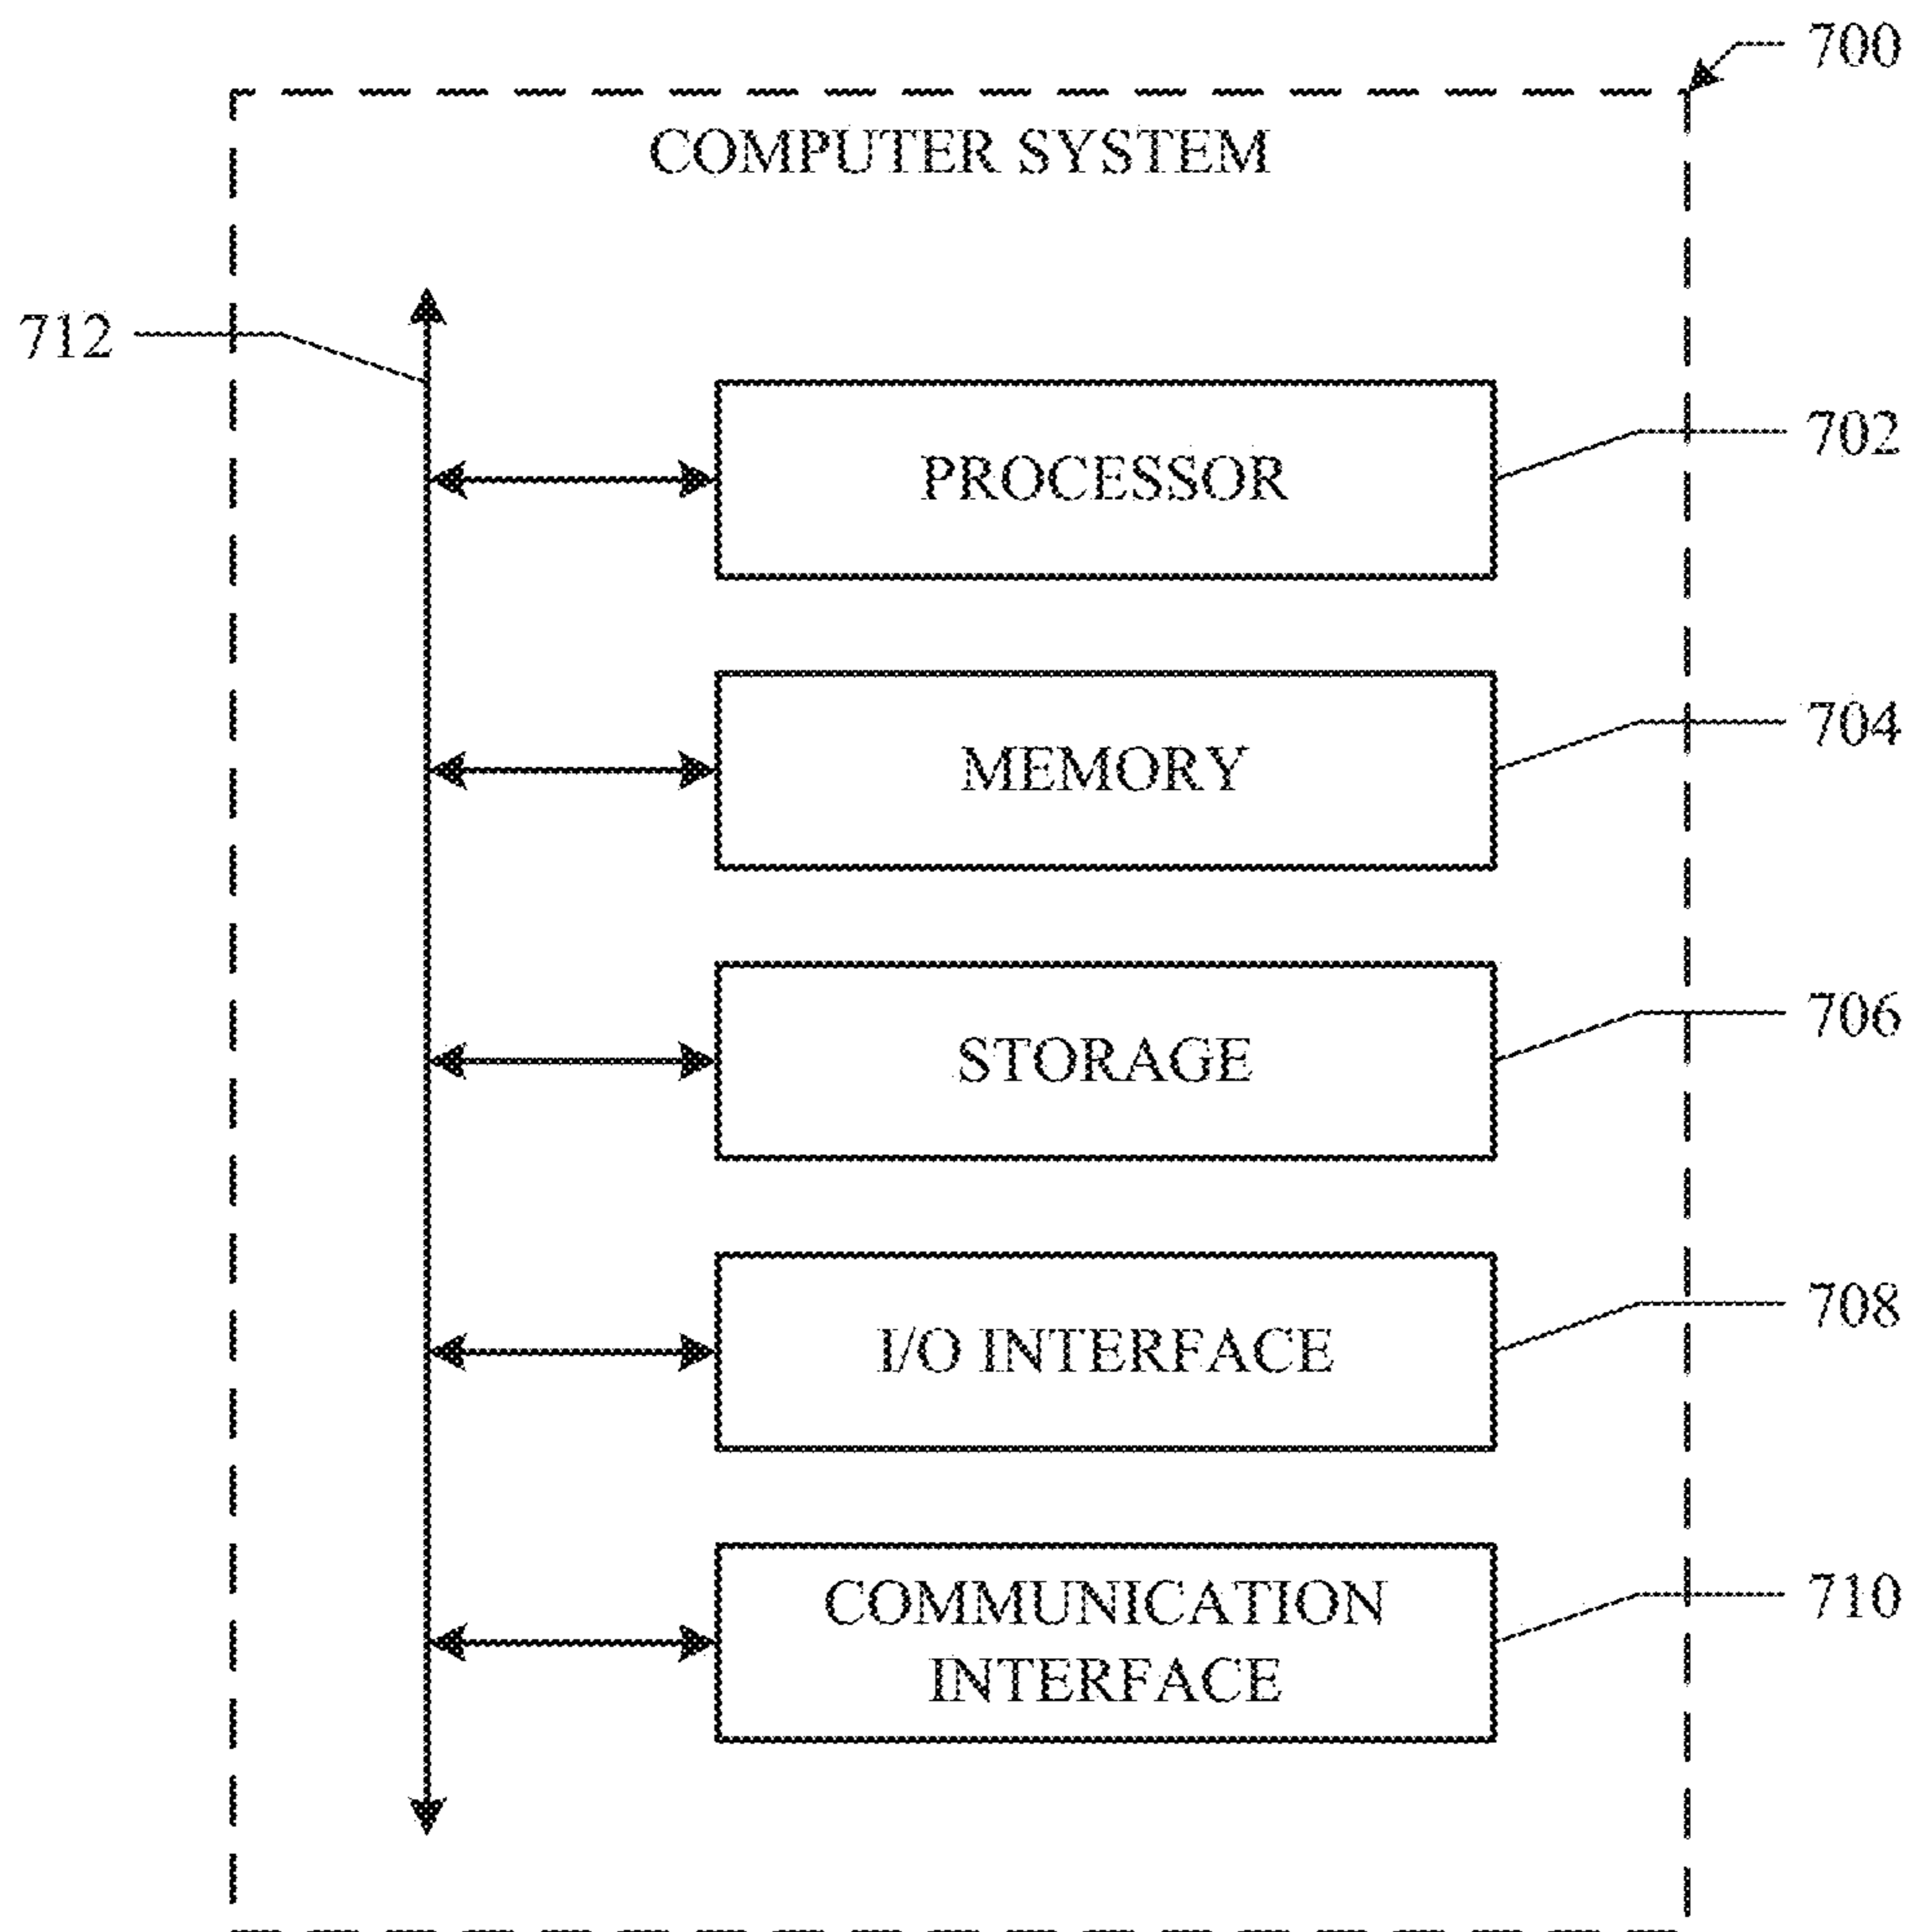 700
COMPUTER SYSTEM
712
702
PROCESSOR
704
MEMORY
706
STORAGE
708
I/O INTERFACE
710
COMMUNICATION
INTERFACE